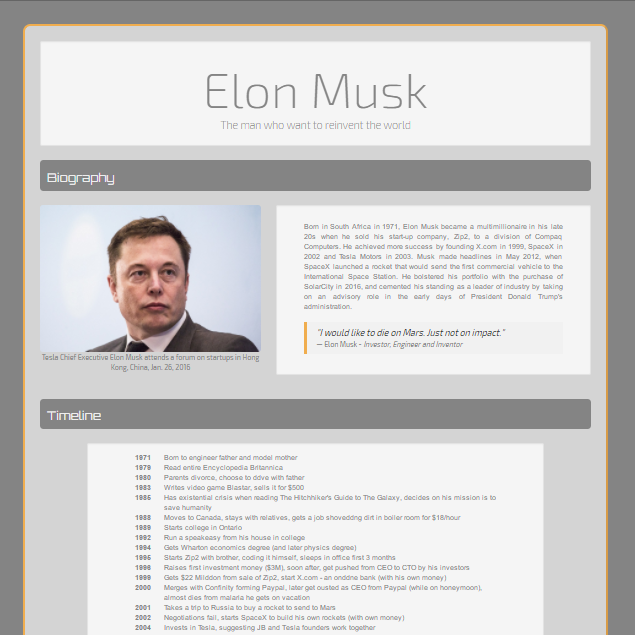 Elon Musk
The man who want to reinvent the world
Biography
Tesla Chief Executive Elon Musk attends a forum on startups in Hong
Kong, China, Jan. 26, 2016
Born in South Africa in 1971, Elon Musk became a multimillionaire in his late
20s when he sold his start-up company, Zip2, to a division of Compaq
Computers. He achieved more success by founding X.com in 1999, SpaceX in
2002 and Tesla Motors in 2003. Musk made headlines in May 2012, when
SpaceX launched a rocket that would send the first commercial vehicle to the
International Space Station. He bolstered his portfolio with the purchase of
SolarCity in 2016, and cemented his standing as a leader of industry by taking
on an advisory role in the early days of President Donald Trump's
administration.
"I would like to die on Mars. Just not on impact."
— Elon Musk - Investor, Engineer and Inventor
Timeline
1971 Born to engineer father and model mother
1979 Read entire Encyclopedia Britannica
1980 Parents divorce, choose to ddve with father
1983 Writes video game Blastar, sells it for $500
1985 Has existential crisis when reading The Hitchhiker's Guide to The Galaxy, decides on his mission is to
save humanity
1988 Moves to Canada, stays with relatives, gets a job shoveddng dirt in boiler room for $18/hour
1989 Starts college in Ontario
1992 Run a speakeasy from his house in college
1994 Gets Wharton economics degree (and later physics degree)
1995 Starts Zip2 with brother, coding it himself, sleeps in office first 3 months
1996 Raises first investment money ($3M), soon after, get pushed from CEO to CTO by his investors
1999 Gets $22 Milddon from sale of Zip2, start X.com - an onddne bank (with his own money)
2000 Merges with Confinity forming Paypal, later get ousted as CEO from Paypal (while on honeymoon),
almost dies from malaria he gets on vacation
2001 Takes a trip to Russia to buy a rocket to send to Mars
2002 Negotiations fail, starts SpaceX to build his own rockets (with own money)
2004 Invests in Tesla, suggesting JB and Tesla founders work together